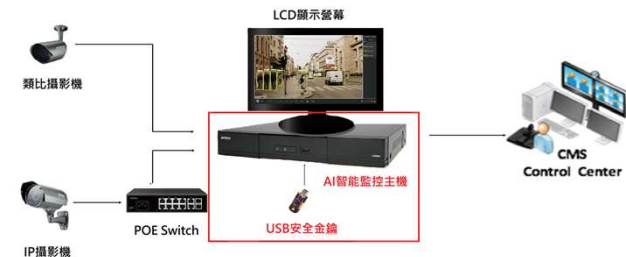 LCD顯示螢幕
類比攝影機
AI智能監控主機
CMS
Control Center
USB安全金鑰
POE Switch
IP攝影機